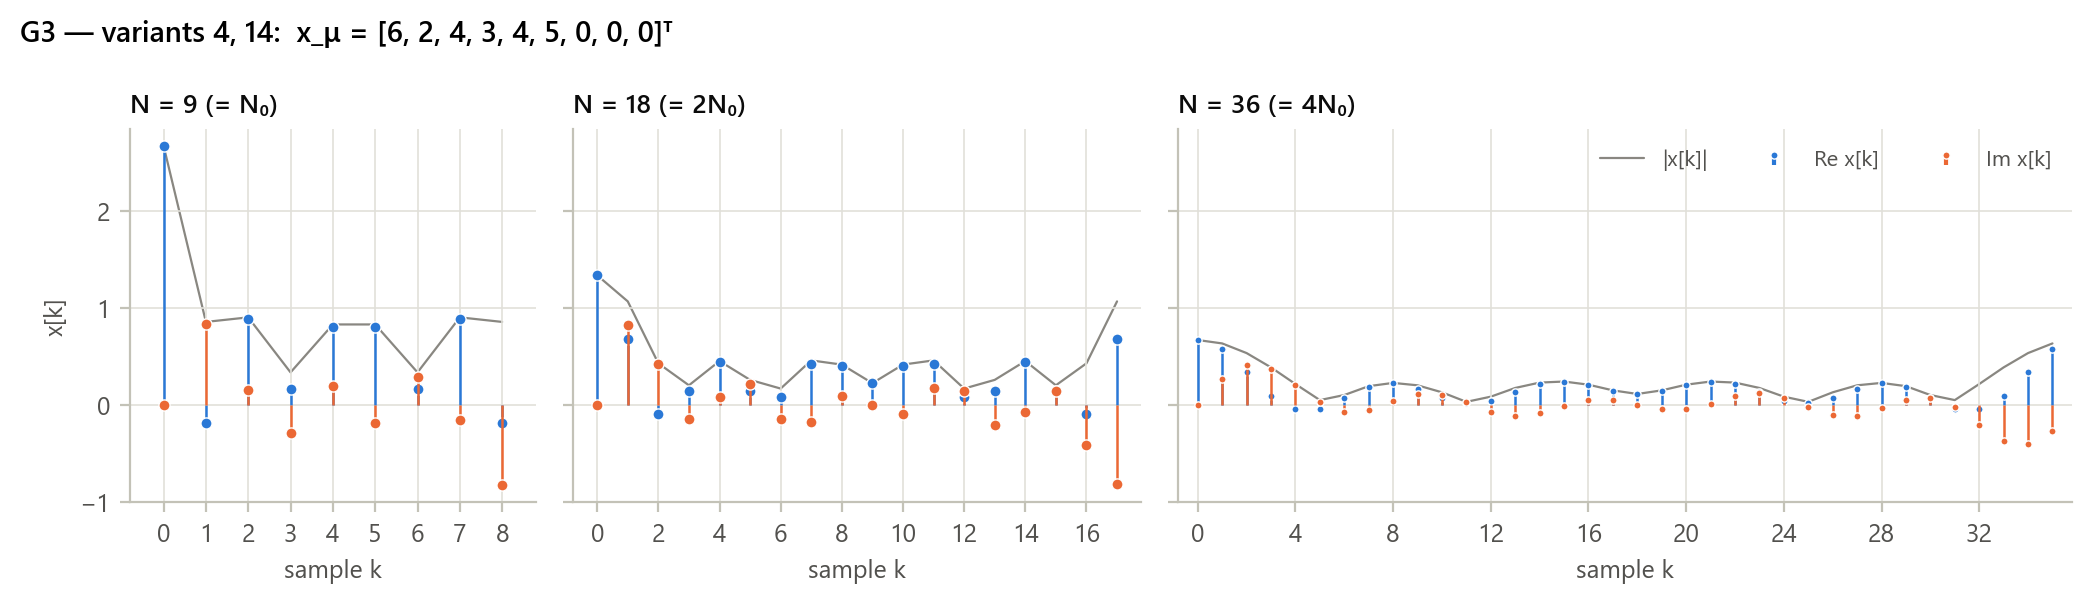 G3 — variants 4, 14:  x_μ = [6, 2, 4, 3, 4, 5, 0, 0, 0]ᵀ
N = 9 (= N₀)
N = 18 (= 2N₀)
N = 36 (= 4N₀)
|x[k]|
Re x[k]
Im x[k]
x[k]
2
1
0
−1
0 1 2 3 4 5 6 7 8
0 2 4 6 8 10 12 14 16
0 4 8 12 16 20 24 28 32
sample k
sample k
sample k